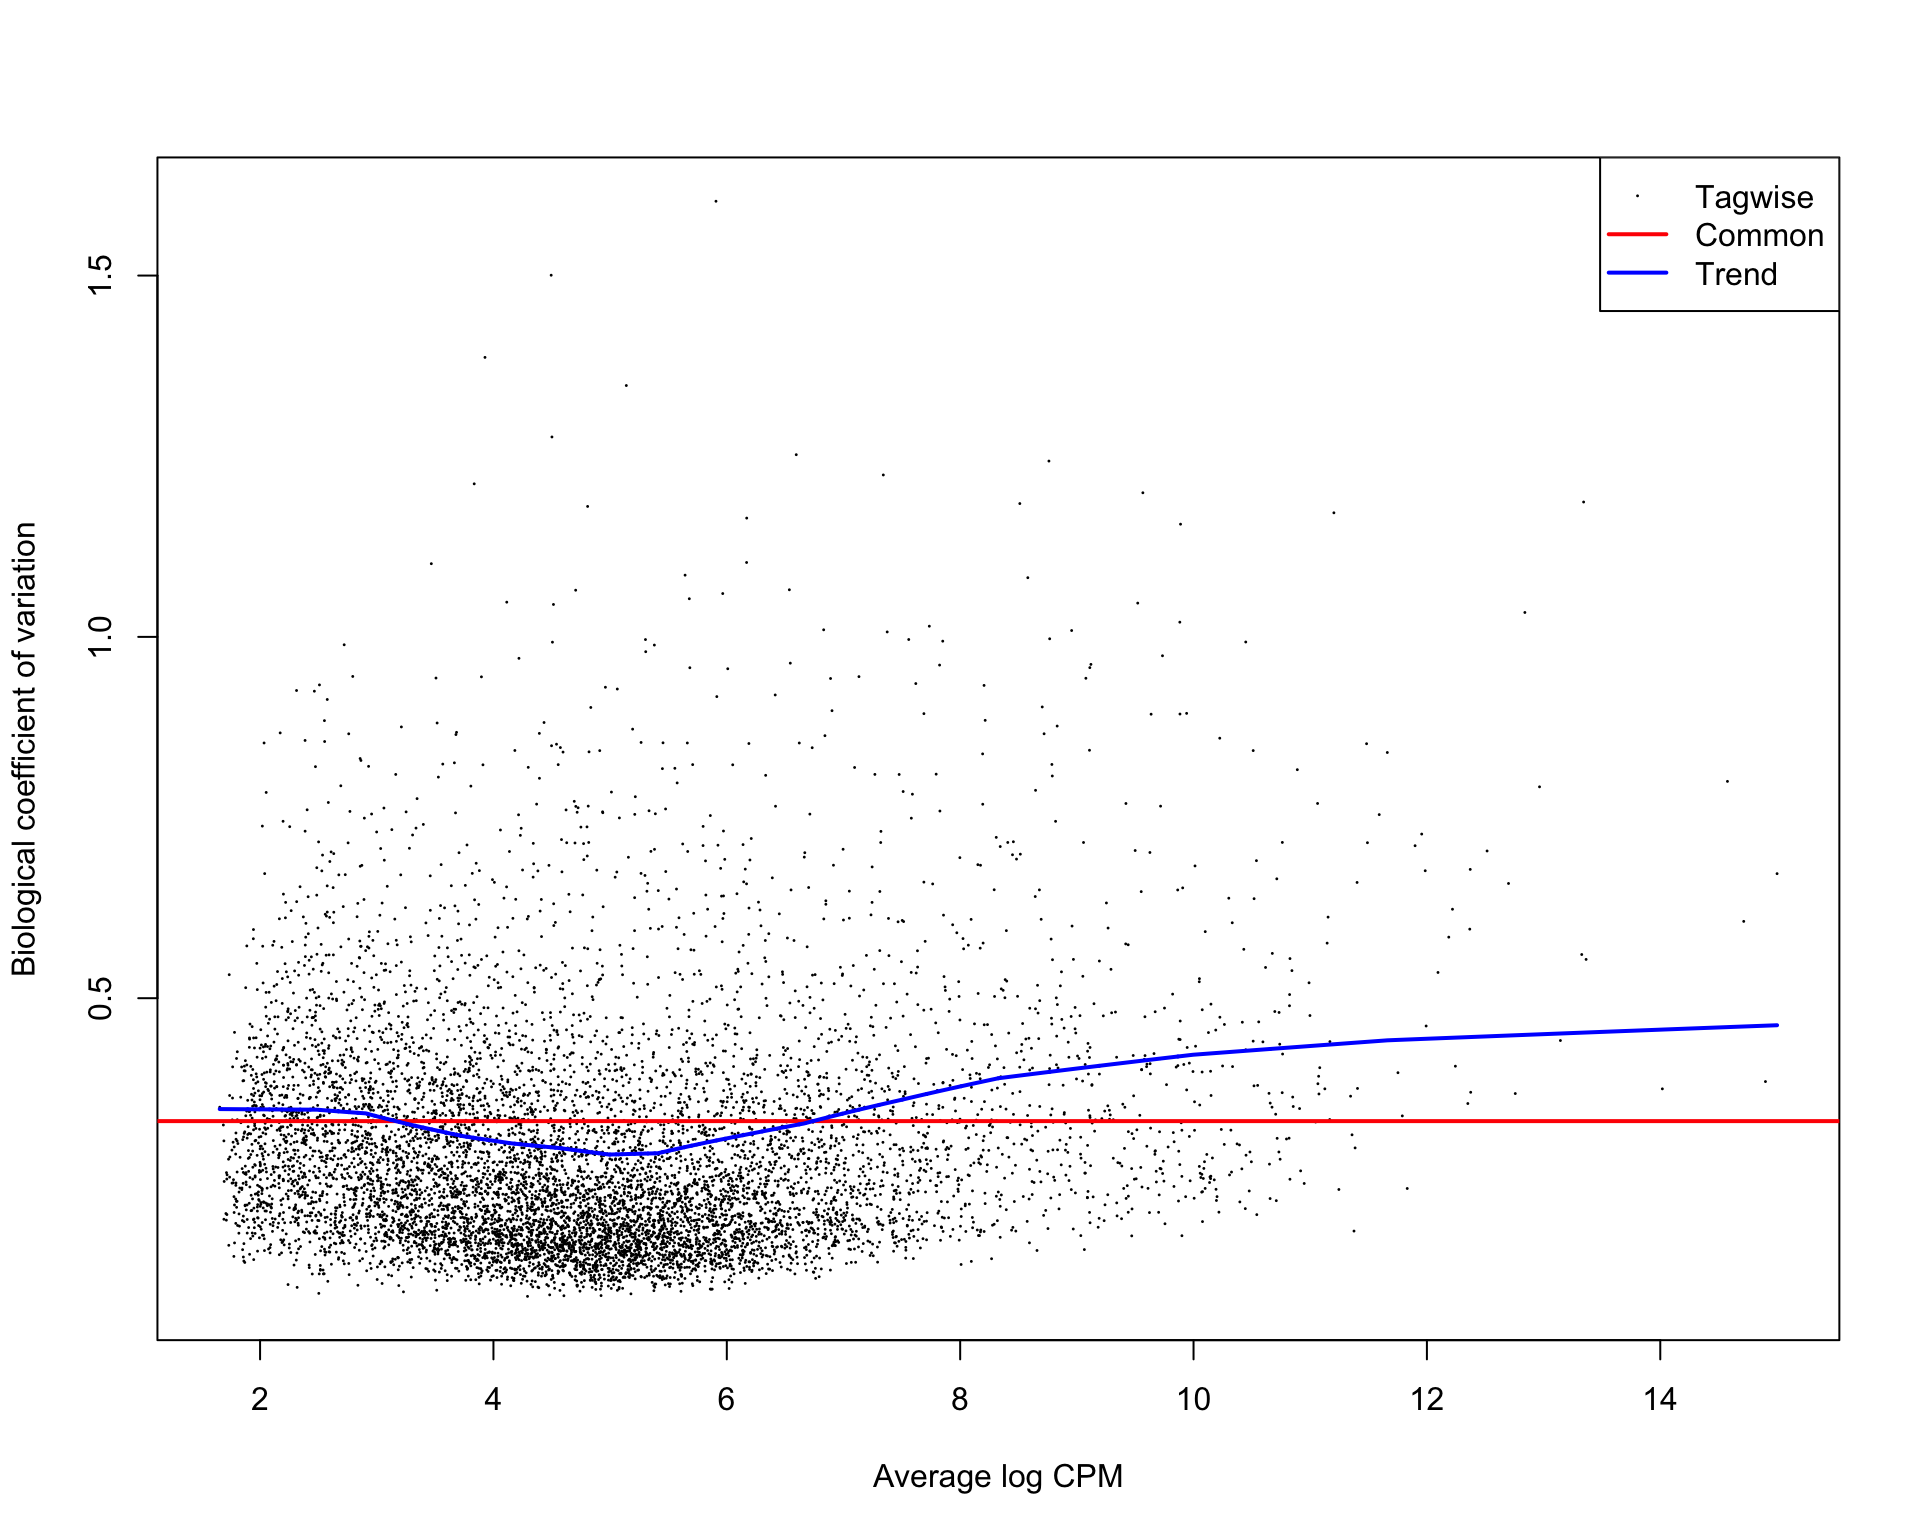 Tagwise
Common
Trend
Biological coefficient of variation
1.5
1.0
0.5
2 4 6 8 10 12 14
Average log CPM